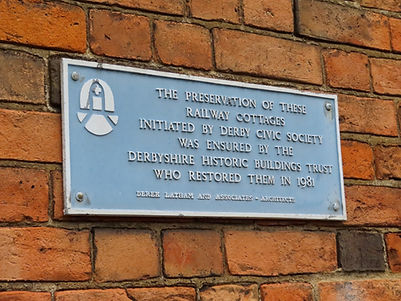 THE PRESERVATION OF THESE
RAILWAY COTTAGES
INITIATED BY DERBY CIVIC SOCIETY
WAS ENSURED BY THE
DERBYSHIRE HISTORIC BUILDINGS TRUST
WHO RESTORED THEM IN 1981
DEREK LATHAM AND ASSOCIATES - ARCHITECTS